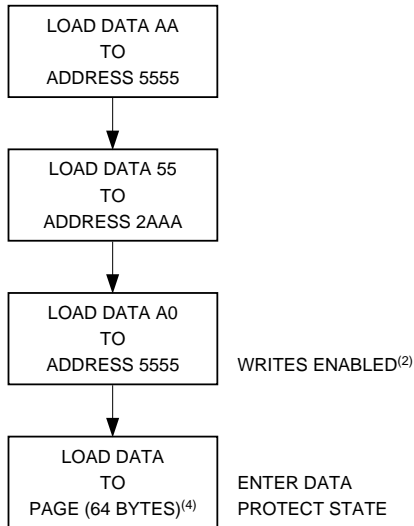 LOAD DATA AA
TO
ADDRESS 5555
LOAD DATA 55
TO
ADDRESS 2AAA
LOAD DATA A0
TO
ADDRESS 5555
WRITES ENABLED(2)
LOAD DATA
TO
PAGE (64 BYTES)(4)
ENTER DATA
PROTECT STATE